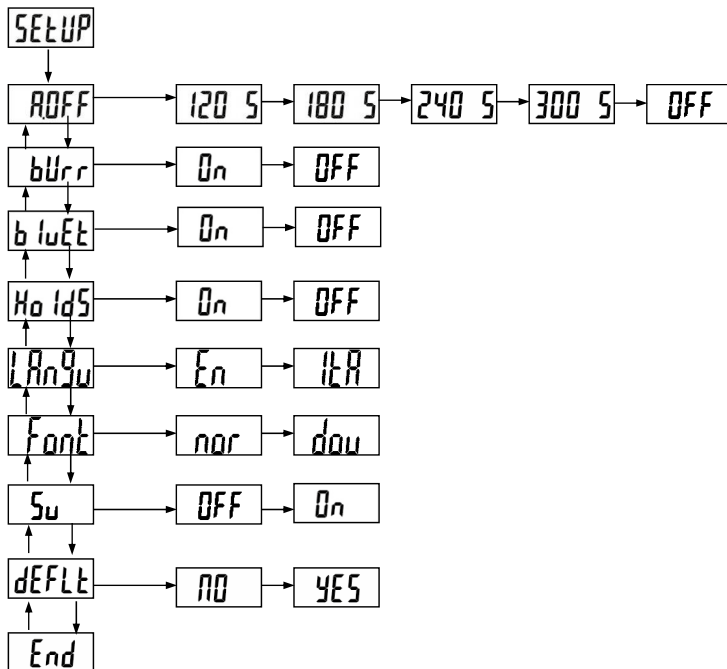 SEtUP
A.OFF 120 S 180 S 240 S 300 S OFF
bUrr On OFF
bluEt On OFF
HoldS On OFF
LAngu En ItA
Font nor dou
Su OFF On
dEFLt NO YES
End